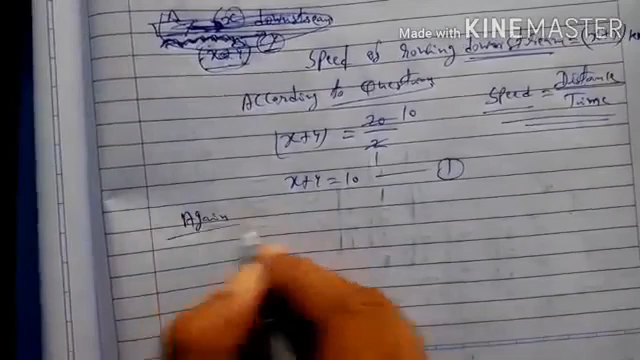 Made with KINEMASTER
(x) downstream
(x+y) y
Speed of rowing downstream = (x+y) k
According to Question
Speed = Distance / Time
(x+y) = 20 / 2 10
1
x+y = 10 — 1
Again